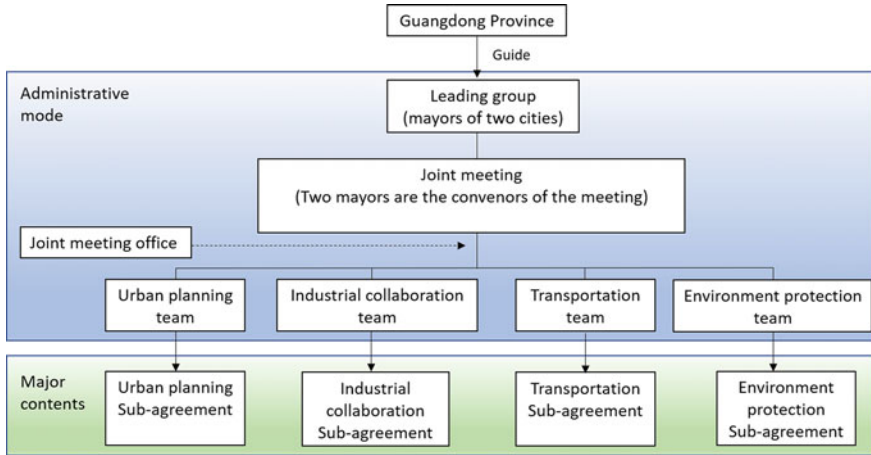 Guangdong Province
Guide
Administrative
mode
Leading group
(mayors of two cities)
Joint meeting
(Two mayors are the convenors of the meeting)
Joint meeting office
Urban planning
team
Industrial collaboration
team
Transportation
team
Environment protection
team
Major
contents
Urban planning
Sub-agreement
Industrial
collaboration
Sub-agreement
Transportation
Sub-agreement
Environment
protection
Sub-agreement